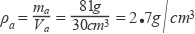 ρₐ = mₐ/Vₐ = 81g/30cm³ = 2•7g/cm³